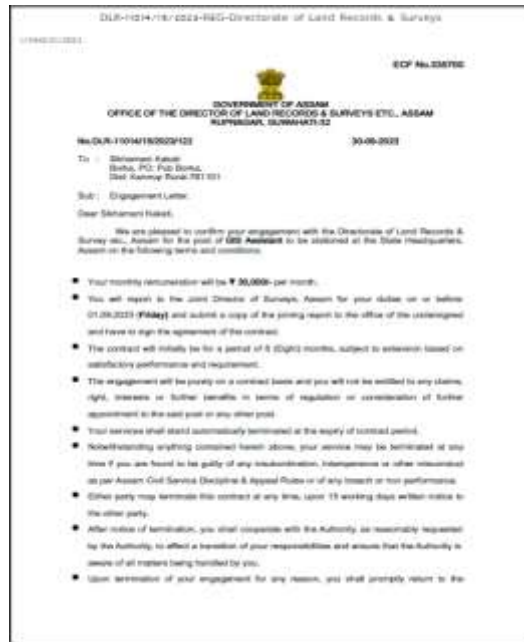 DLR-11014/19/2023-REG-Directorate of Land Records & Surveys
GOVERNMENT OF ASSAM
OFFICE OF THE DIRECTOR OF LAND RECORDS & SURVEYS ETC., ASSAM
RUPNAGAR, GUWAHATI-32
No.DLR-11014/19/2023/122 30-08-2023
To :
Sub : Engagement Letter.
We are pleased to confirm your engagement with the Directorate of Land Records &
Survey etc., Assam for the post of GIS Assistant to be stationed at the State Headquarters,
Assam on the following terms and conditions:
■ Your monthly remuneration will be per month.
■ You will report to the Joint Director of Surveys, Assam for your duties on or before
01.09.2023 (Friday) and submit a copy of the joining report to the office of the undersigned
and have to sign the agreement of the contract.
■ The contract will initially be for a period of 8 (Eight) months, subject to extension based on
satisfactory performance and requirement.
■ The engagement will be purely on a contract basis and you will not be entitled to any claims,
right, interests or further benefits in terms of regulation or consideration of further
appointment to the said post or any other post.
■ Your services shall stand automatically terminated at the expiry of contract period.
■ Notwithstanding anything contained herein above, your service may be terminated at any
time if you are found to be guilty of any insubordination, intemperance or other misconduct
as per Assam Civil Service Discipline & Appeal Rules or of any breach or non performance.
■ Either party may terminate this contract at any time, upon 15 working days written notice to
the other party.
■ After notice of termination, you shall cooperate with the Authority, as reasonably requested
by the Authority, to effect a transition of your responsibilities and ensure that the Authority is
aware of all matters being handled by you.
■ Upon termination of your engagement for any reason, you shall promptly return to the